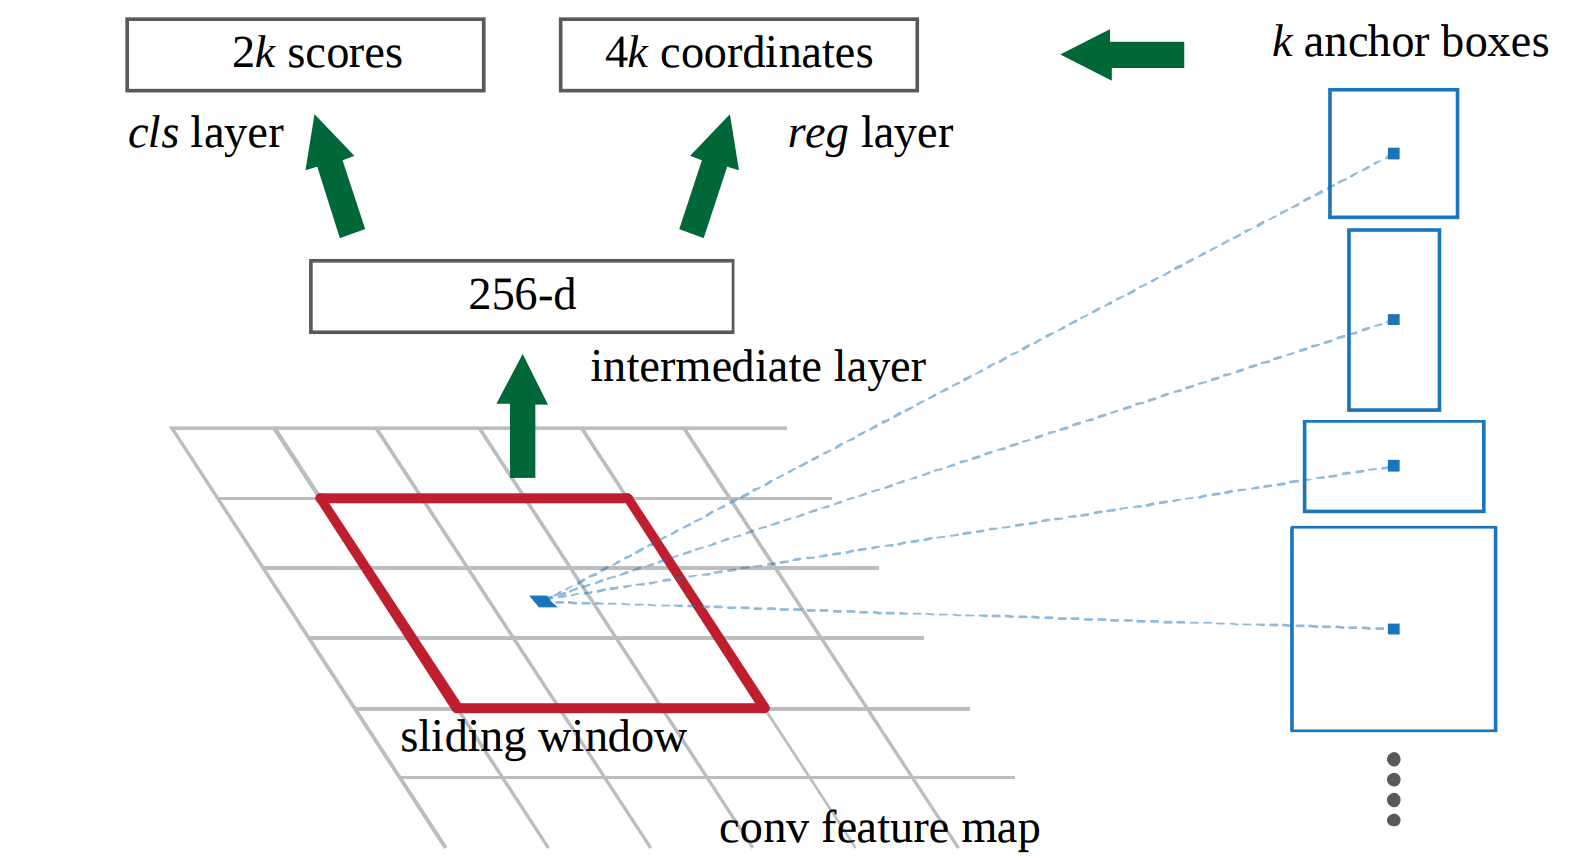 2k scores
4k coordinates
k anchor boxes
cls layer
reg layer
256-d
intermediate layer
sliding window
conv feature map